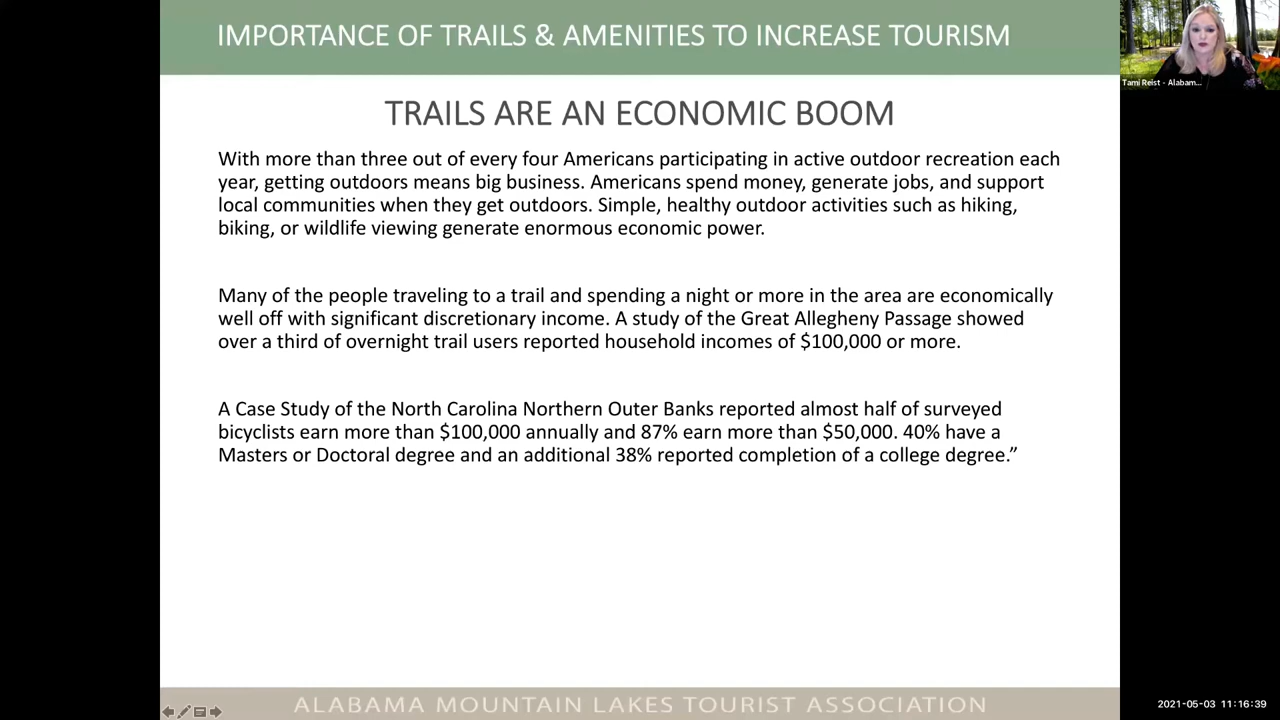 IMPORTANCE OF TRAILS & AMENITIES TO INCREASE TOURISM
Tami Reist - Alabam...
TRAILS ARE AN ECONOMIC BOOM
With more than three out of every four Americans participating in active outdoor recreation each
year, getting outdoors means big business. Americans spend money, generate jobs, and support
local communities when they get outdoors. Simple, healthy outdoor activities such as hiking,
biking, or wildlife viewing generate enormous economic power.
Many of the people traveling to a trail and spending a night or more in the area are economically
well off with significant discretionary income. A study of the Great Allegheny Passage showed
over a third of overnight trail users reported household incomes of $100,000 or more.
A Case Study of the North Carolina Northern Outer Banks reported almost half of surveyed
bicyclists earn more than $100,000 annually and 87% earn more than $50,000. 40% have a
Masters or Doctoral degree and an additional 38% reported completion of a college degree.”
ALABAMA MOUNTAIN LAKES TOURIST ASSOCIATION
2021-05-03 11:16:39